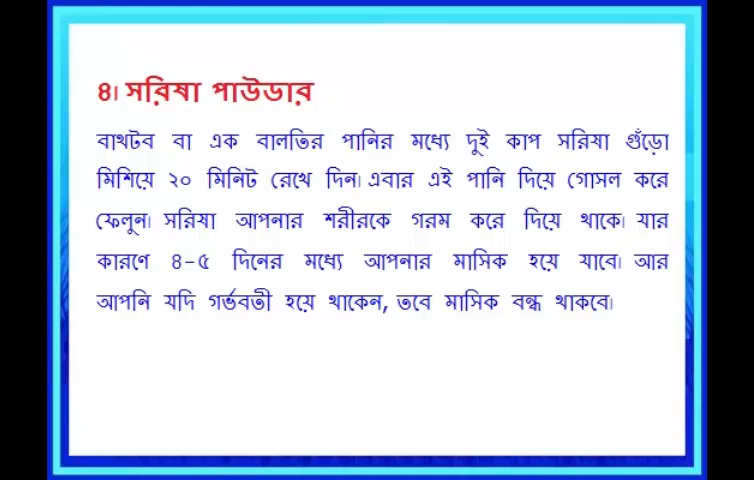 ৪। সরিষা পাউডার
বাথটব বা এক বালতির পানির মধ্যে দুই কাপ সরিষা গুঁড়ো
মিশিয়ে ২০ মিনিট রেখে দিন। এবার এই পানি দিয়ে গোসল করে
ফেলুন। সরিষা আপনার শরীরকে গরম করে দিয়ে থাকে। যার
কারণে ৪-৫ দিনের মধ্যে আপনার মাসিক হয়ে যাবে। আর
আপনি যদি গর্ভবতী হয়ে থাকেন, তবে মাসিক বন্ধ থাকবে।